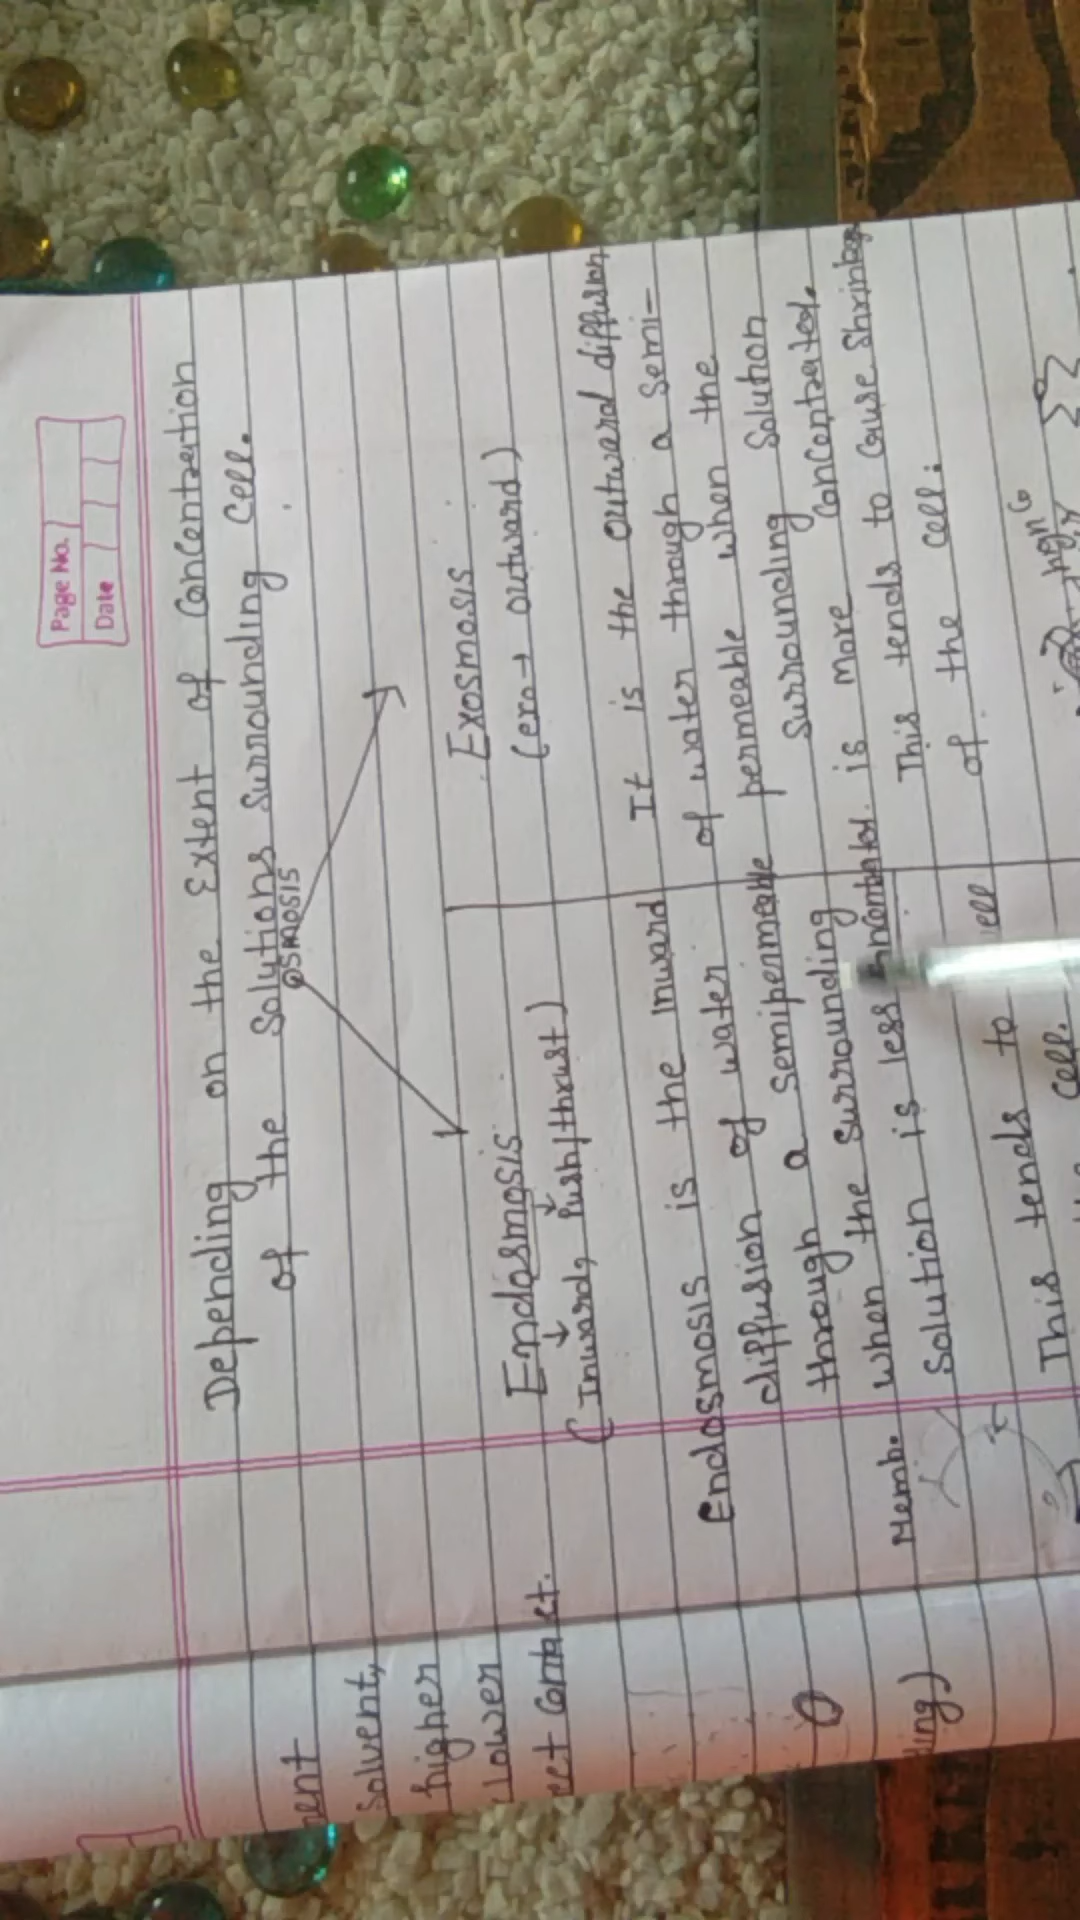 Page No.
Date
Depending on the Extent of Concentration
of the Solutions Surrounding cell.
osmosis
Endosmosis
(Inward, Push/thrust)
Endosmosis is the inward
diffusion of water
through a semipermeable
Memb. when the surrounding
Solution is less
This tends to
cell.
Exosmosis
(exo→ outward)
It is the outward diffusion
of water through a Semi-
permeable when the
surrounding Solution
is more Concentrated.
This tends to Cause Shrinkage
of the cell.
Solvent,
higher
Lower